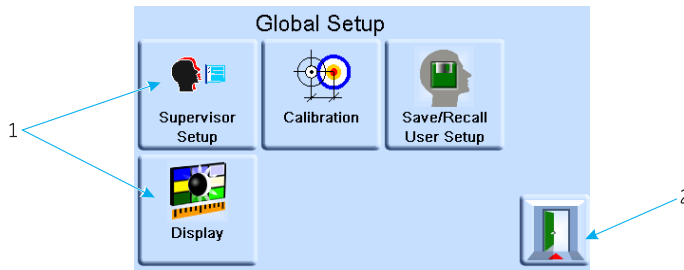 Global Setup
Supervisor
Setup
Calibration
Save/Recall
User Setup
1
Display
2